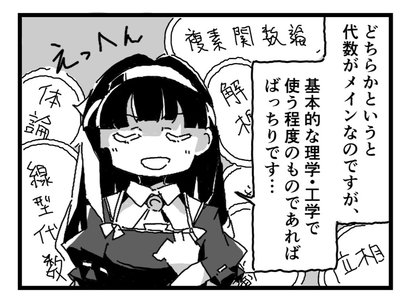 どちらかというと
代数がメインなのですが、
基本的な理学・工学で
使う程度のものであれば
ばっちりです…
えっへん
複素関数論
解
相
体
論
線型代数
位相